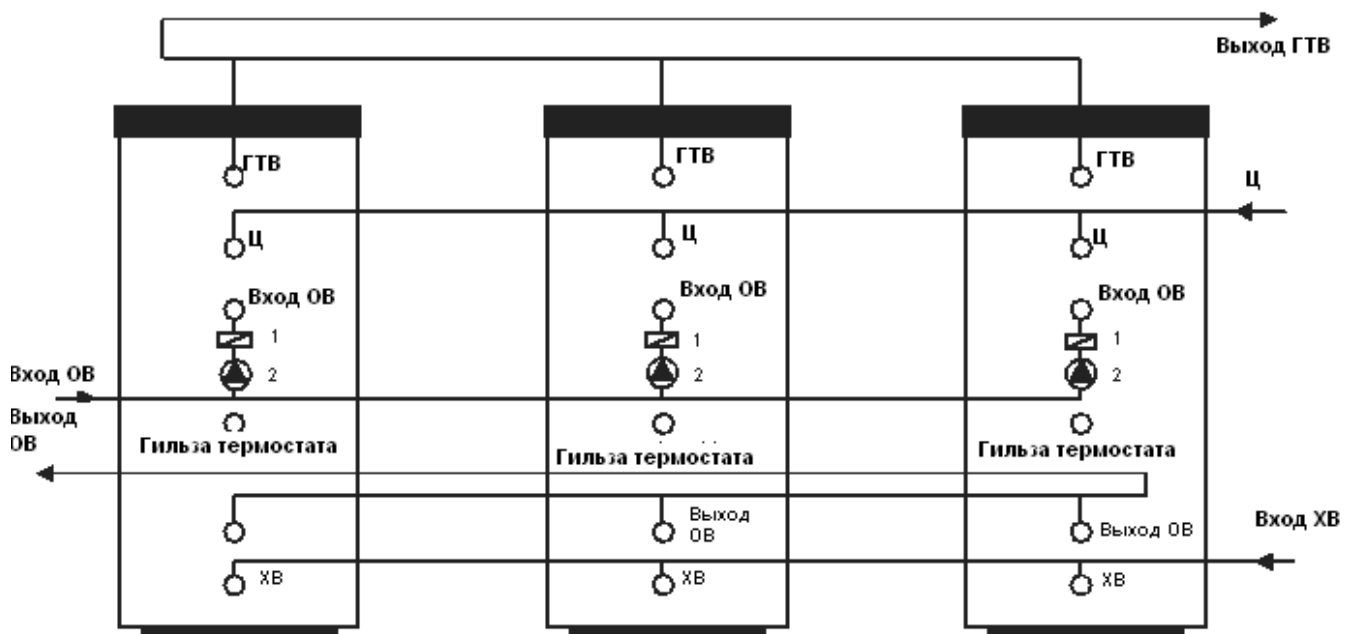 Выход ГТВ
ГТВ
ГТВ
ГТВ
Ц
Ц
Ц
Ц
Вход ОВ
Вход ОВ
Вход ОВ
1
1
1
Вход ОВ
2
2
2
Выход
ОВ
Гильза термостата
Гильза термостата
Гильза термостата
Выход
ОВ
Выход ОВ
Вход ХВ
ХВ
ХВ
ХВ